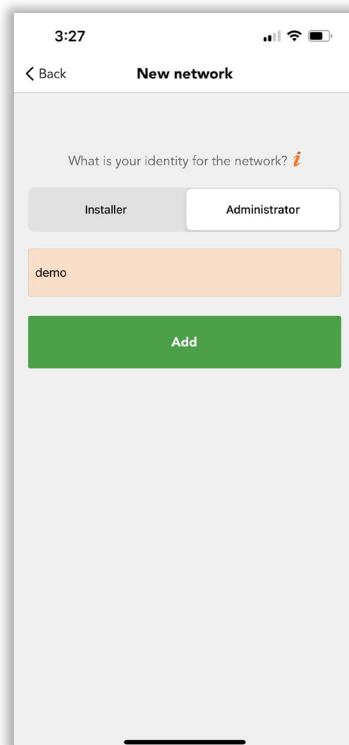 3:27
Back New network
What is your identity for the network? i
Installer Administrator
demo
Add